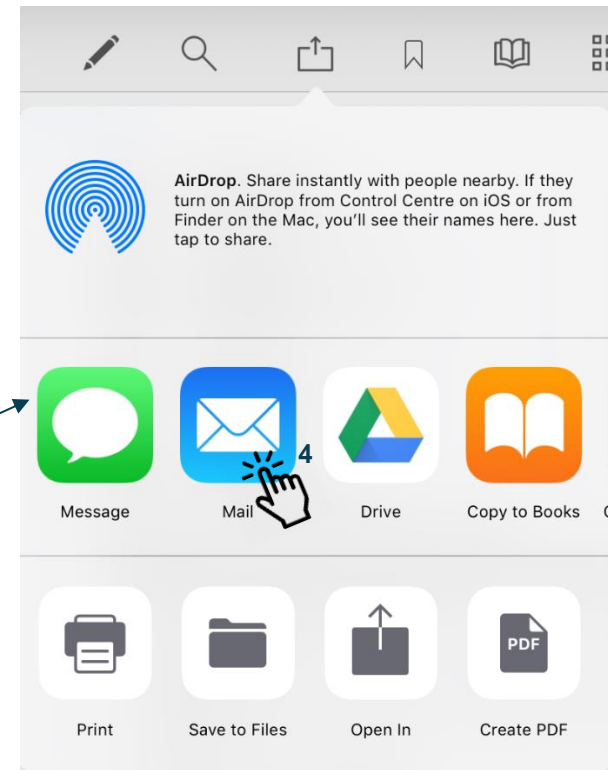 AirDrop. Share instantly with people nearby. If they
turn on AirDrop from Control Centre on iOS or from
Finder on the Mac, you'll see their names here. Just
tap to share.
4
Message Mail Drive Copy to Books
PDF
Print Save to Files Open In Create PDF